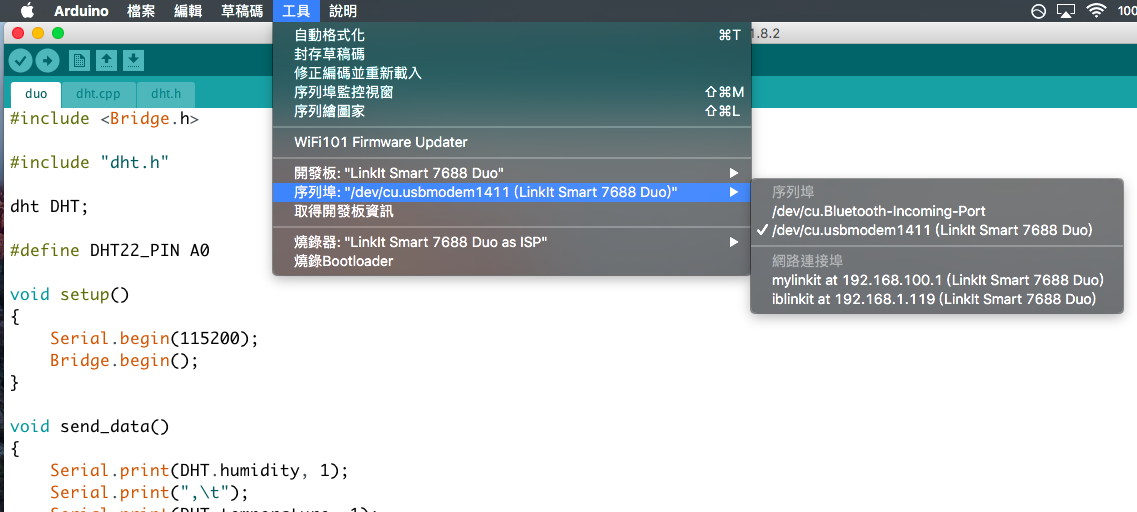 Arduino 檔案 編輯 草稿碼 工具 說明 100
1.8.2
自動格式化 ⌘T
封存草稿碼
修正編碼並重新載入
序列埠監控視窗 ⇧⌘M
序列繪圖家 ⇧⌘L
WiFi101 Firmware Updater
開發板: "LinkIt Smart 7688 Duo"
序列埠: "/dev/cu.usbmodem1411 (LinkIt Smart 7688 Duo)"
取得開發板資訊
燒錄器: "LinkIt Smart 7688 Duo as ISP"
燒錄Bootloader
序列埠
/dev/cu.Bluetooth-Incoming-Port
✓ /dev/cu.usbmodem1411 (LinkIt Smart 7688 Duo)
網路連接埠
mylinkit at 192.168.100.1 (LinkIt Smart 7688 Duo)
iblinkit at 192.168.1.119 (LinkIt Smart 7688 Duo)
duo dht.cpp dht.h
#include <Bridge.h>
#include "dht.h"
dht DHT;
#define DHT22_PIN A0
void setup()
{
Serial.begin(115200);
Bridge.begin();
}
void send_data()
{
Serial.print(DHT.humidity, 1);
Serial.print(",\t");
Serial.print(DHT.temperature, 1);